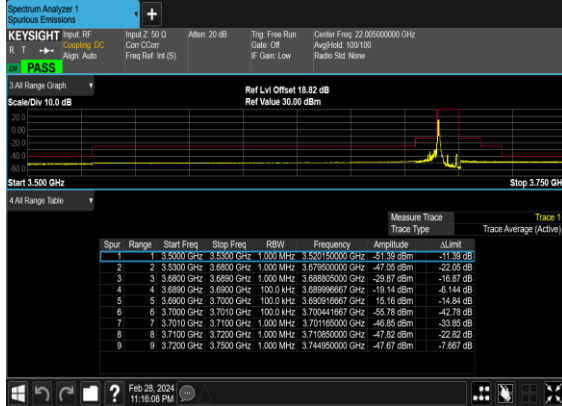 Spectrum Analyzer 1
Spurious Emissions
KEYSIGHT
R T
LXI PASS
Input: RF
Coupling: DC
Align: Auto
Input Z: 50 Ω
Corr CCorr
Freq Ref: Int (S)
Atten: 20 dB
Trig: Free Run
Gate: Off
IF Gain: Low
Center Freq: 22.005000000 GHz
Avg|Hold: 100/100
Radio Std: None
3 All Range Graph
Scale/Div 10.0 dB
Ref Lvl Offset 18.82 dB
Ref Value 30.00 dBm
20.0
0.00
-20.0
-40.0
-60.0
Start 3.500 GHz
Stop 3.750 GH
4 All Range Table
Measure Trace Trace 1
Trace Type Trace Average (Active)
Spur Range Start Freq Stop Freq RBW Frequency Amplitude ΔLimit
1 1 3.5000 GHz 3.5300 GHz 1.000 MHz 3.520150000 GHz -51.39 dBm -11.39 dB
2 2 3.5300 GHz 3.6800 GHz 1.000 MHz 3.679500000 GHz -47.05 dBm -22.05 dB
3 3 3.6800 GHz 3.6890 GHz 1.000 MHz 3.688805000 GHz -29.87 dBm -16.87 dB
4 4 3.6890 GHz 3.6900 GHz 100.0 kHz 3.689996667 GHz -19.14 dBm -6.144 dB
5 5 3.6900 GHz 3.7000 GHz 100.0 kHz 3.690916667 GHz 15.16 dBm -14.84 dB
6 6 3.7000 GHz 3.7010 GHz 100.0 kHz 3.700441667 GHz -55.78 dBm -42.78 dB
7 7 3.7010 GHz 3.7100 GHz 1.000 MHz 3.701165000 GHz -46.85 dBm -33.85 dB
8 8 3.7100 GHz 3.7200 GHz 1.000 MHz 3.710850000 GHz -47.82 dBm -22.82 dB
9 9 3.7200 GHz 3.7500 GHz 1.000 MHz 3.744950000 GHz -47.67 dBm -7.667 dB
Feb 28, 2024
11:16:08 PM